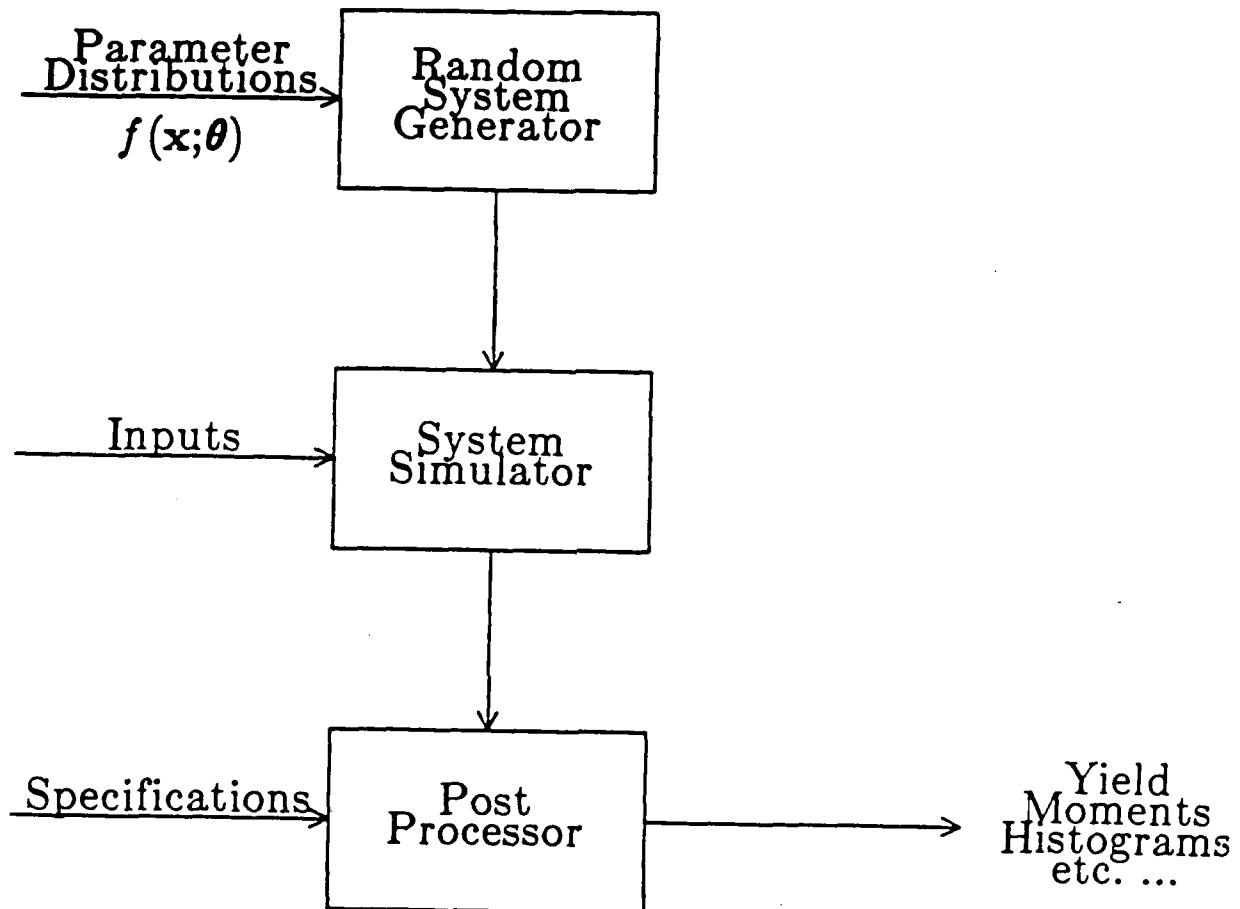 Parameter
Distributions
f(x;θ)
Random
System
Generator
Inputs
System
Simulator
Specifications
Post
Processor
Yield
Moments
Histograms
etc. ...